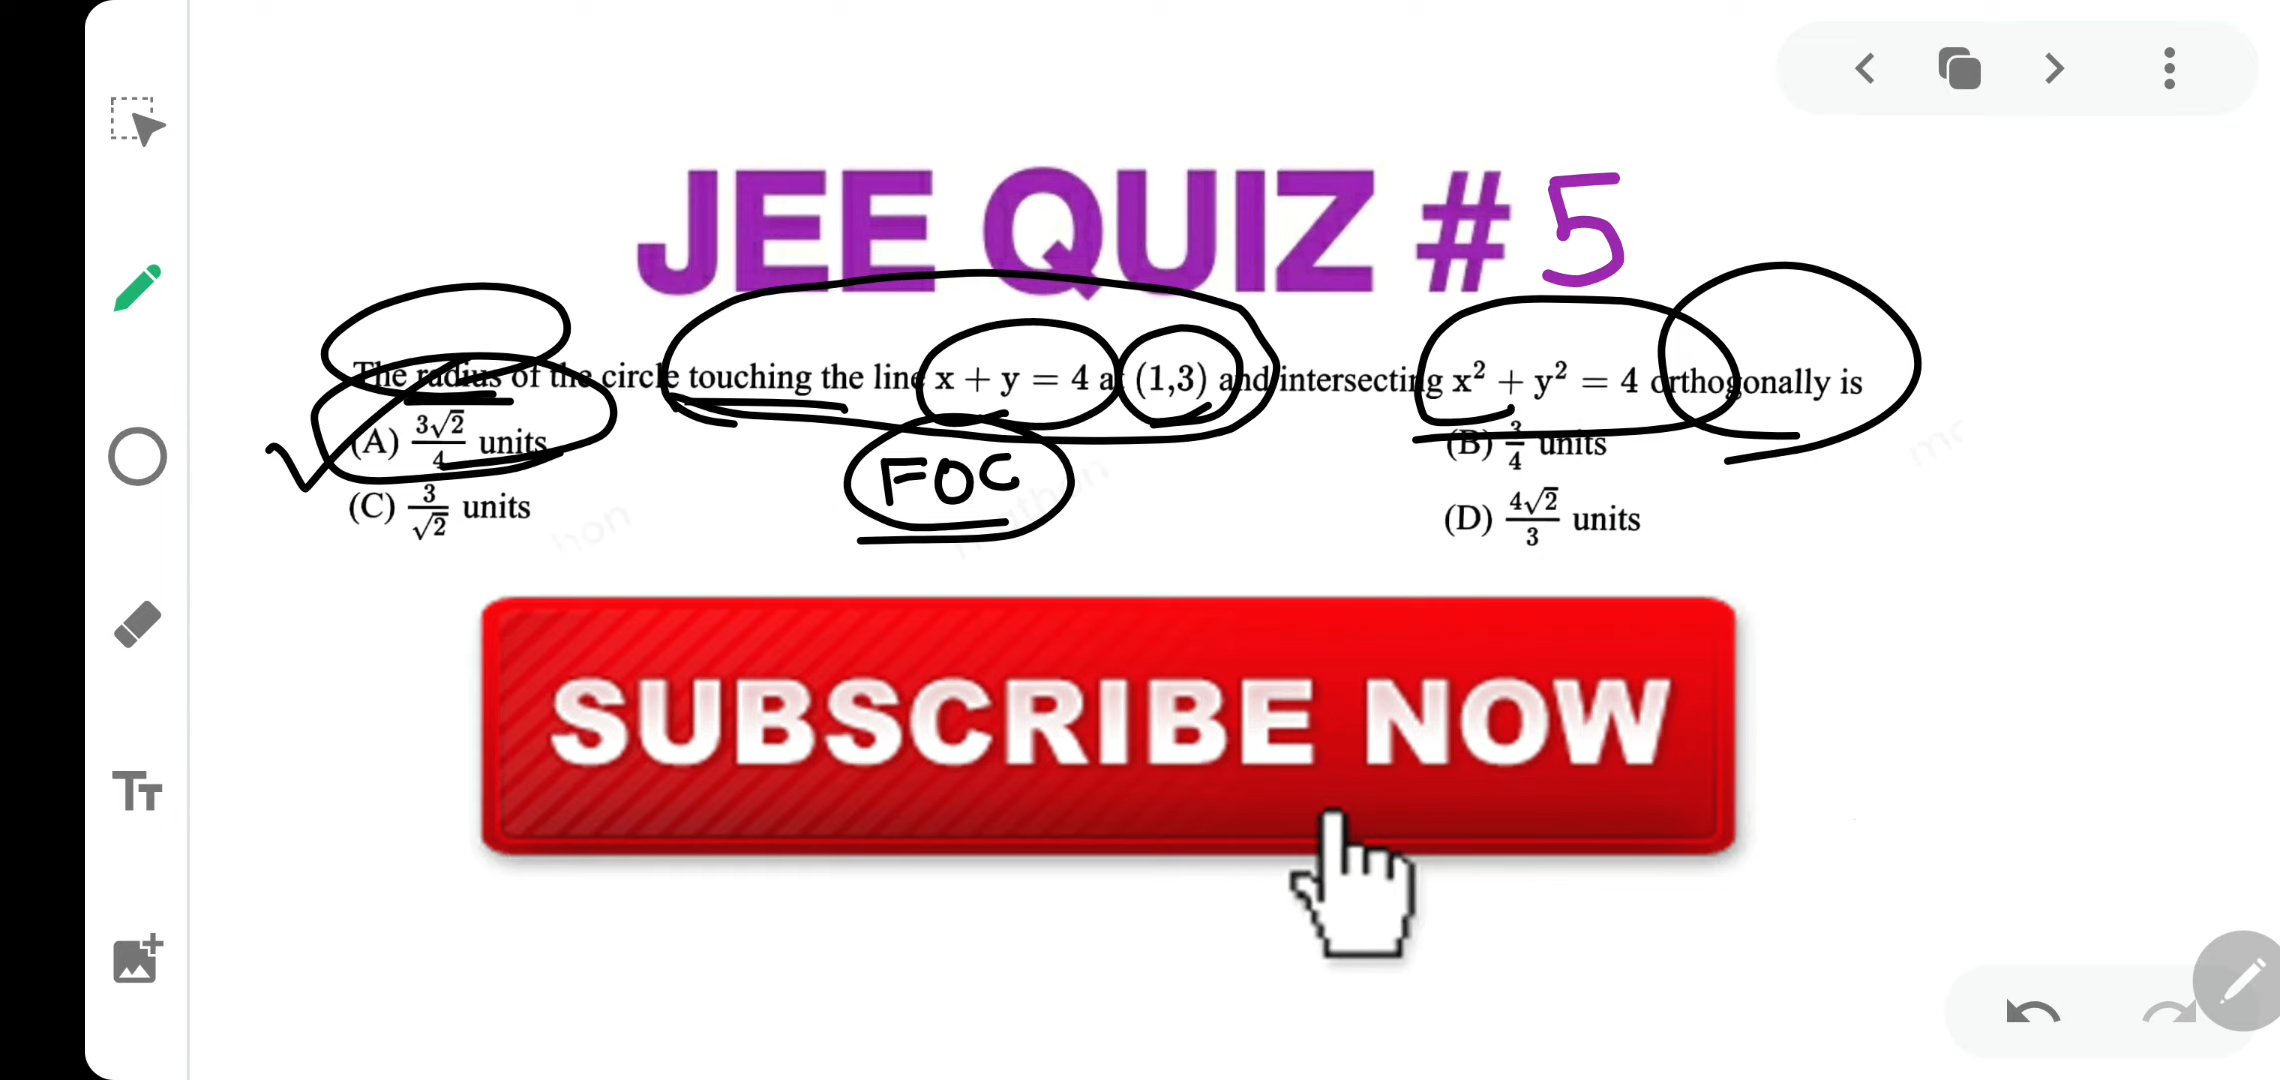 JEE QUIZ # 5
The radius of the circle touching the line x + y = 4 at (1,3) and intersecting x² + y² = 4 orthogonally is
(A) 3√2/4 units
(B) 3/4 units
FOC
(C) 3/√2 units
(D) 4√2/3 units
SUBSCRIBE NOW
TT